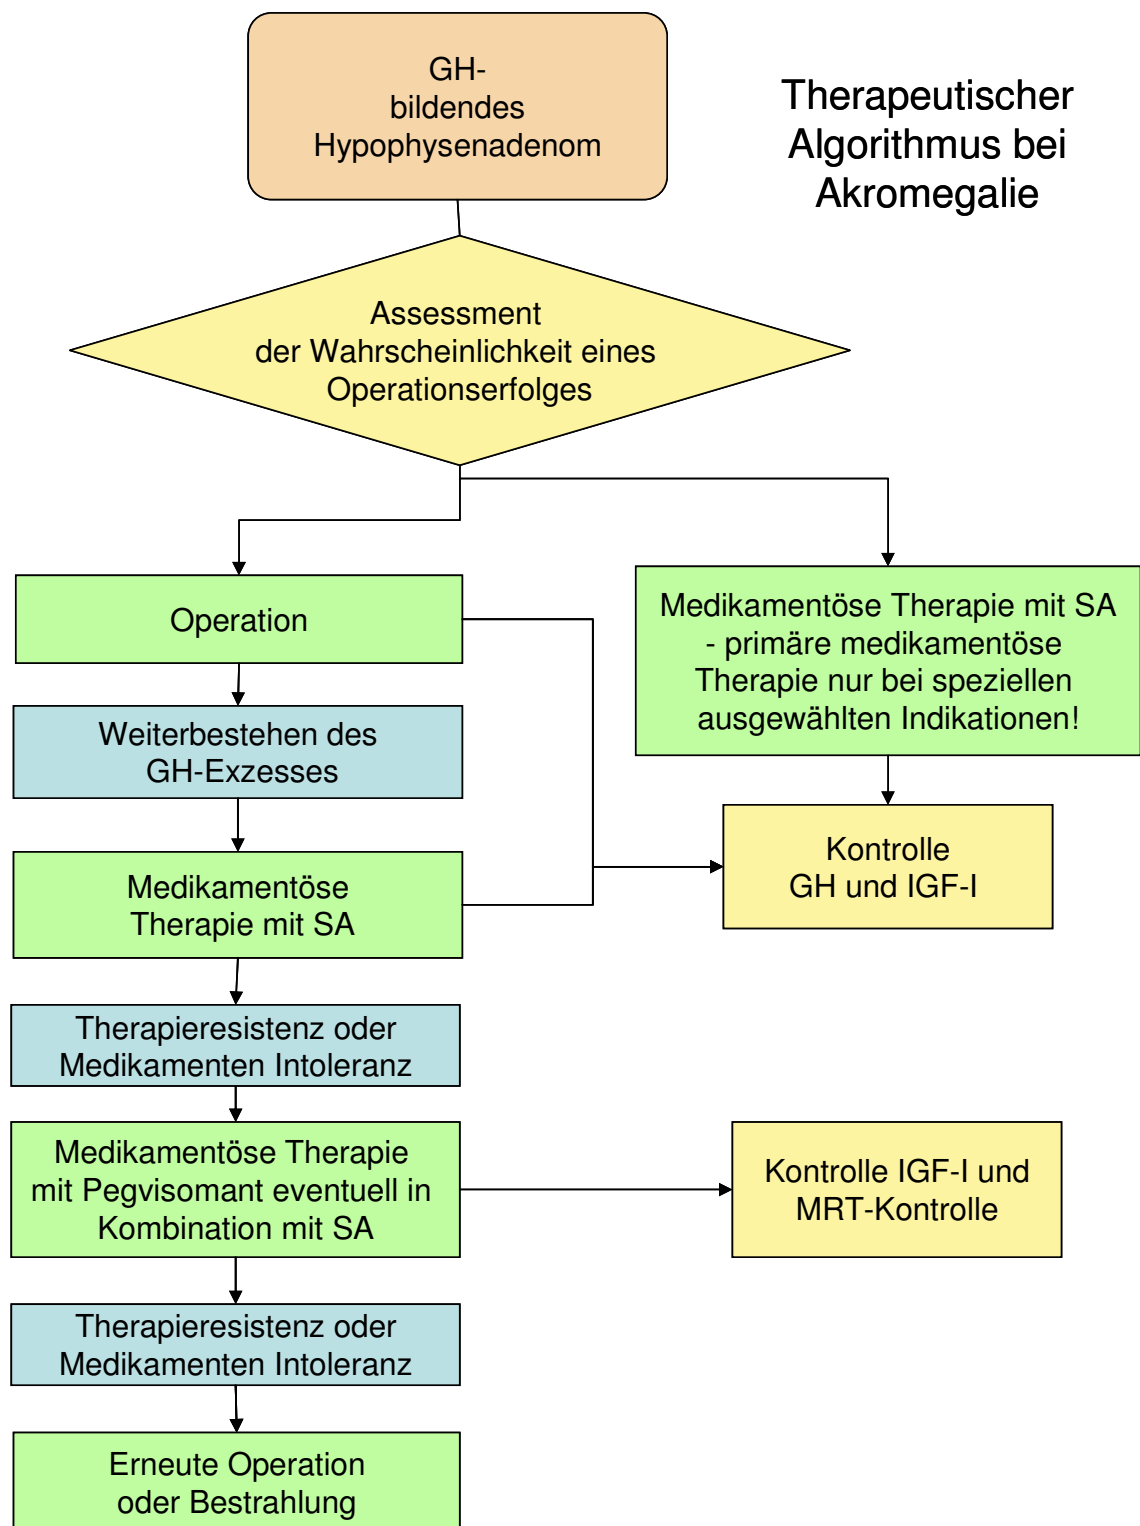 GH-
bildendes
Hypophysenadenom
Therapeutischer
Algorithmus bei
Akromegalie
Assessment
der Wahrscheinlichkeit eines
Operationserfolges
Operation
Medikamentöse Therapie mit SA
- primäre medikamentöse
Therapie nur bei speziellen
ausgewählten Indikationen!
Weiterbestehen des
GH-Exzesses
Kontrolle
GH und IGF-I
Medikamentöse
Therapie mit SA
Therapieresistenz oder
Medikamenten Intoleranz
Medikamentöse Therapie
mit Pegvisomant eventuell in
Kombination mit SA
Kontrolle IGF-I und
MRT-Kontrolle
Therapieresistenz oder
Medikamenten Intoleranz
Erneute Operation
oder Bestrahlung